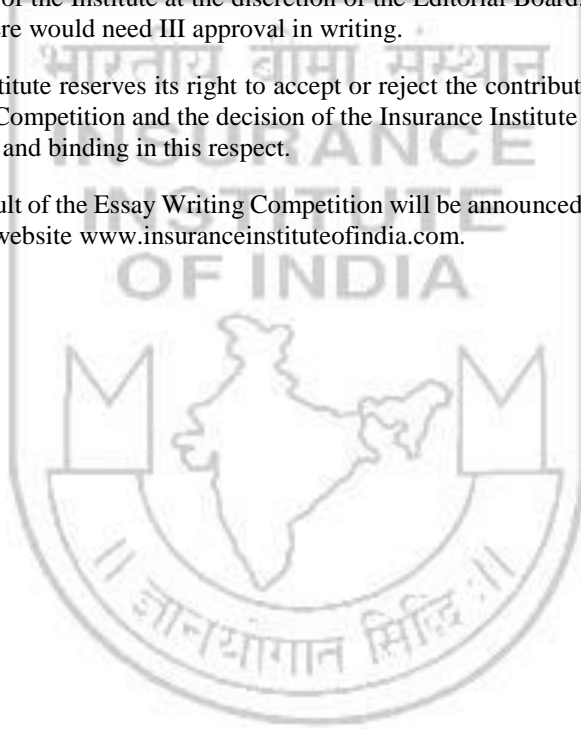 of the Institute at the discretion of the Editorial Board.
ere would need III approval in writing.
भारतीय बीमा संस्थान
titute reserves its right to accept or reject the contribut
Competition and the decision of the Insurance Institute
and binding in this respect.
INSURANCE
INSTITUTE
ult of the Essay Writing Competition will be announced
website www.insuranceinstituteofindia.com.
OF INDIA
॥ ज्ञानयोगात सिद्धि: ॥